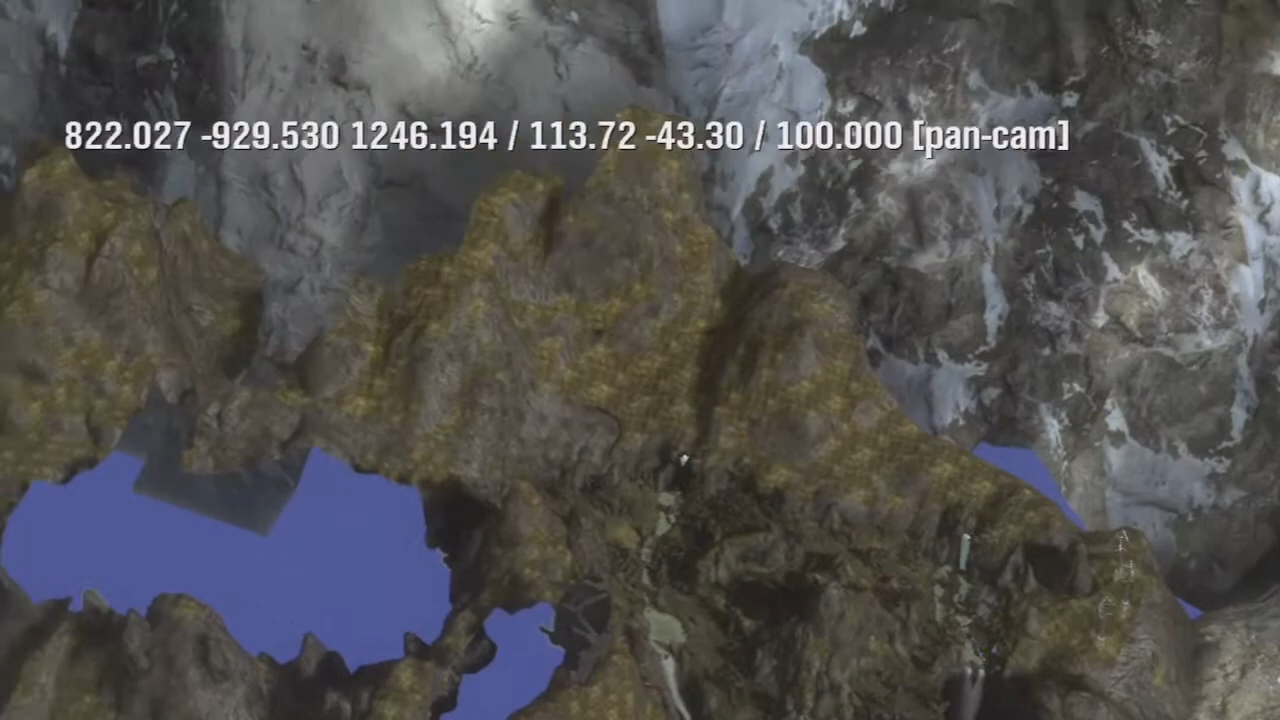 822.027 -929.530 1246.194 / 113.72 -43.30 / 100.000 [pan-cam]